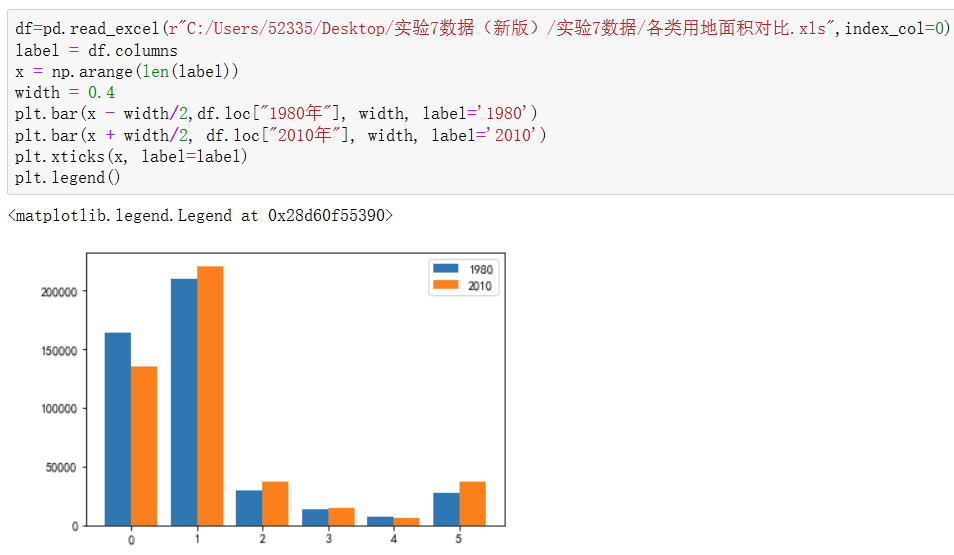 df=pd.read_excel(r"C:/Users/52335/Desktop/实验7数据（新版）/实验7数据/各类用地面积对比.xls",index_col=0)
label = df.columns
x = np.arange(len(label))
width = 0.4
plt.bar(x - width/2,df.loc["1980年"], width, label='1980')
plt.bar(x + width/2, df.loc["2010年"], width, label='2010')
plt.xticks(x, label=label)
plt.legend()
<matplotlib.legend.Legend at 0x28d60f55390>
1980
2010
200000
150000
100000
50000
0
0 1 2 3 4 5